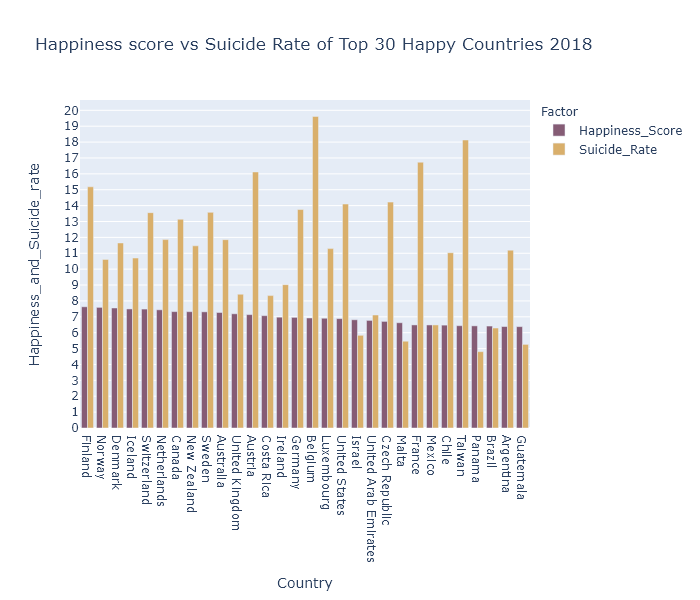 Happiness score vs Suicide Rate of Top 30 Happy Countries 2018
Factor
Happiness_Score
Suicide_Rate
Happiness_and_Suicide_rate
20
19
18
17
16
15
14
13
12
11
10
9
8
7
6
5
4
3
2
1
0
Finland
Norway
Denmark
Iceland
Switzerland
Netherlands
Canada
New Zealand
Sweden
Australia
United Kingdom
Austria
Costa Rica
Ireland
Germany
Belgium
Luxembourg
United States
Israel
United Arab Emirates
Czech Republic
Malta
France
Mexico
Chile
Taiwan
Panama
Brazil
Argentina
Guatemala
Country